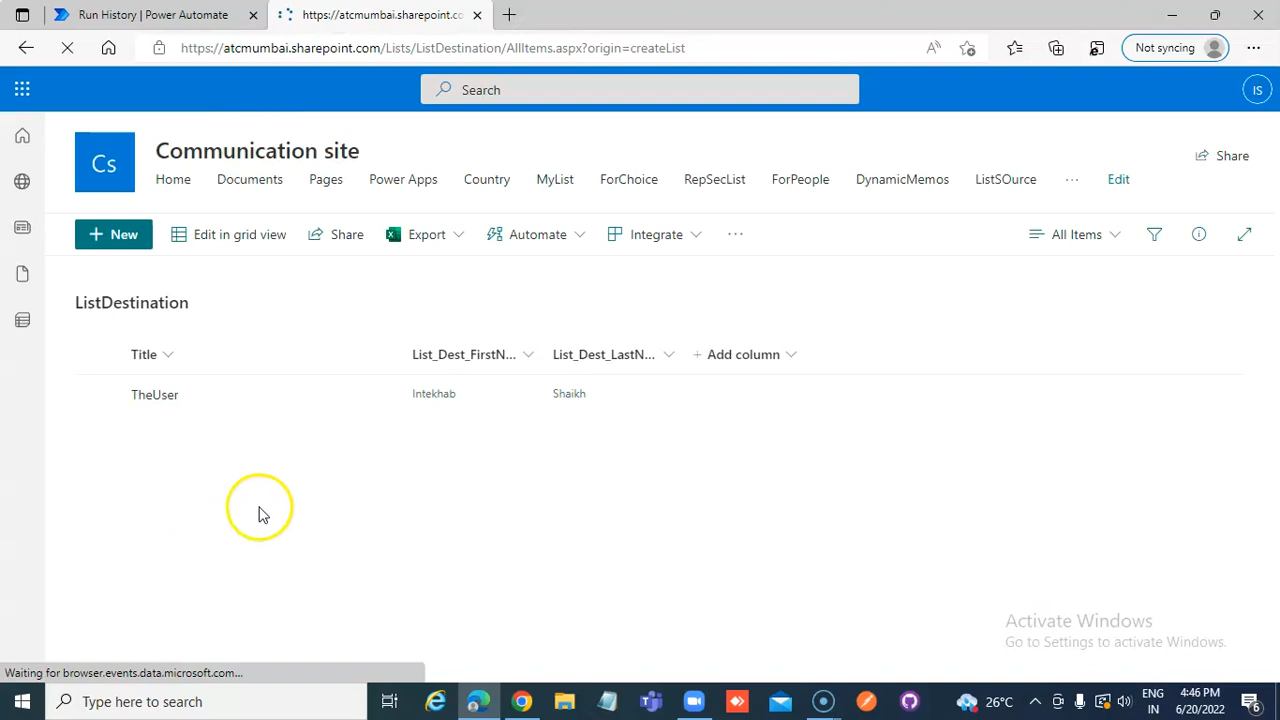 Run History | Power Automate
https://atcmumbai.sharepoint.co
https://atcmumbai.sharepoint.com/Lists/ListDestination/AllItems.aspx?origin=createList
Not syncing
Search
IS
Cs
Communication site
Share
Home Documents Pages Power Apps Country MyList ForChoice RepSecList ForPeople DynamicMemos ListSOurce ... Edit
+ New Edit in grid view Share Export Automate Integrate ... All Items
ListDestination
Title List_Dest_FirstN... List_Dest_LastN... + Add column
TheUser Intekhab Shaikh
Activate Windows
Go to Settings to activate Windows.
Waiting for browser.events.data.microsoft.com...
Type here to search
26°C
ENG
IN
4:46 PM
6/20/2022
6